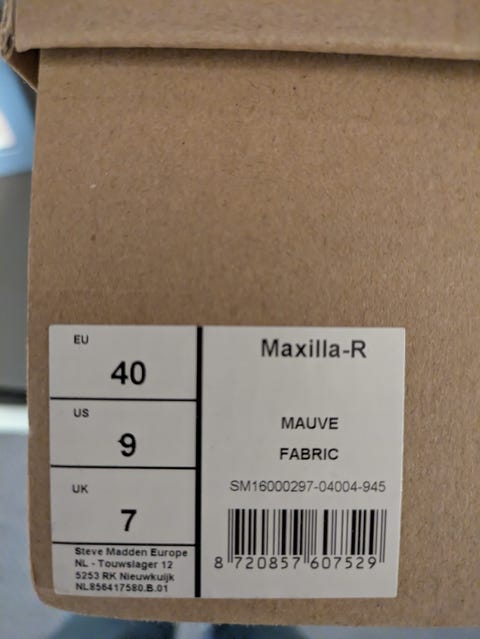 EU
40
US
9
UK
7
Steve Madden Europe
NL - Touwslager 12
5253 RK Nieuwkuijk
NL856417580.B.01
Maxilla-R
MAUVE
FABRIC
SM16000297-04004-945
8 720857 607529